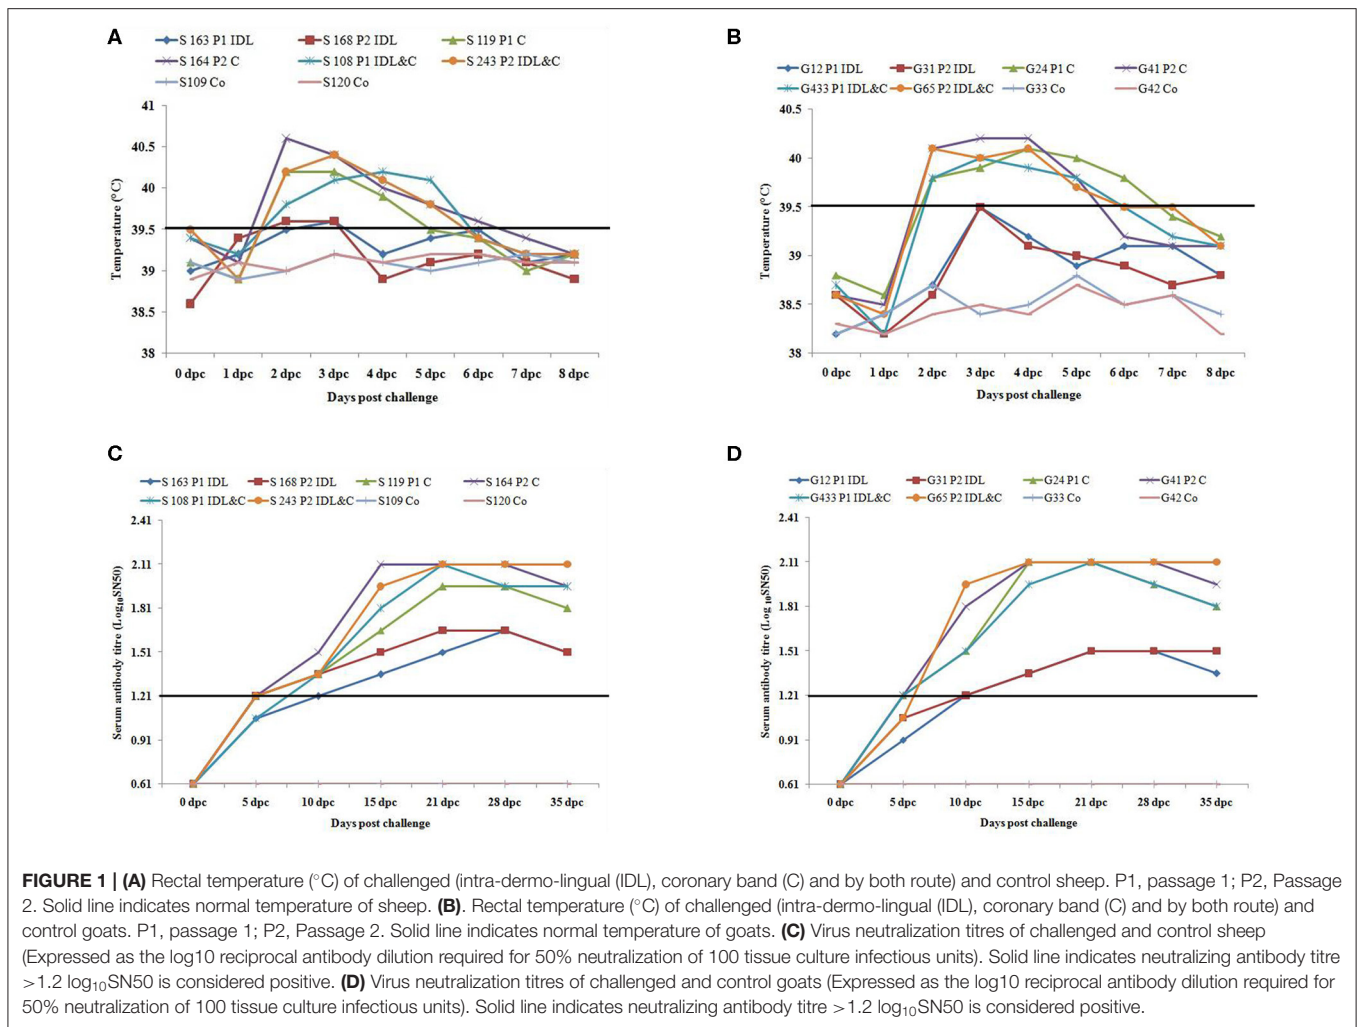 A
S 163 P1 IDL S 168 P2 IDL S 119 P1 C
S 164 P2 C S 108 P1 IDL&C S 243 P2 IDL&C
S109 Co S120 Co
Temperature (°C)
41
40.5
40
39.5
39
38.5
38
0 dpc 1 dpc 2 dpc 3 dpc 4 dpc 5 dpc 6 dpc 7 dpc 8 dpc
Days post challenge
B
G12 P1 IDL G31 P2 IDL G24 P1 C G41 P2 C
G433 P1 IDL&C G65 P2 IDL&C G33 Co G42 Co
Temperature (°C)
40.5
40
39.5
39
38.5
38
0 dpc 1 dpc 2 dpc 3 dpc 4 dpc 5 dpc 6 dpc 7 dpc 8 dpc
Days post challenge
C
S 163 P1 IDL S 168 P2 IDL S 119 P1 C S 164 P2 C
S 108 P1 IDL&C S 243 P2 IDL&C S109 Co S120 Co
Serum antibody titre (Log10SN50)
2.41
2.11
1.81
1.51
1.21
0.91
0.61
0 dpc 5 dpc 10 dpc 15 dpc 21 dpc 28 dpc 35 dpc
Days post challenge
D
G12 P1 IDL G31 P2 IDL G24 P1 C G41 P2 C
G433 P1 IDL&C G65 P2 IDL&C G33 Co G42 Co
Serum antibody titre (Log 10SN50)
2.41
2.11
1.81
1.51
1.21
0.91
0.61
0 dpc 5 dpc 10 dpc 15 dpc 21 dpc 28 dpc 35 dpc
Days post challenge
FIGURE 1 | (A) Rectal temperature (°C) of challenged (intra-dermo-lingual (IDL), coronary band (C) and by both route) and control sheep. P1, passage 1; P2, Passage
2. Solid line indicates normal temperature of sheep. (B). Rectal temperature (°C) of challenged (intra-dermo-lingual (IDL), coronary band (C) and by both route) and
control goats. P1, passage 1; P2, Passage 2. Solid line indicates normal temperature of goats. (C) Virus neutralization titres of challenged and control sheep
(Expressed as the log10 reciprocal antibody dilution required for 50% neutralization of 100 tissue culture infectious units). Solid line indicates neutralizing antibody titre
>1.2 log10SN50 is considered positive. (D) Virus neutralization titres of challenged and control goats (Expressed as the log10 reciprocal antibody dilution required for
50% neutralization of 100 tissue culture infectious units). Solid line indicates neutralizing antibody titre >1.2 log10SN50 is considered positive.